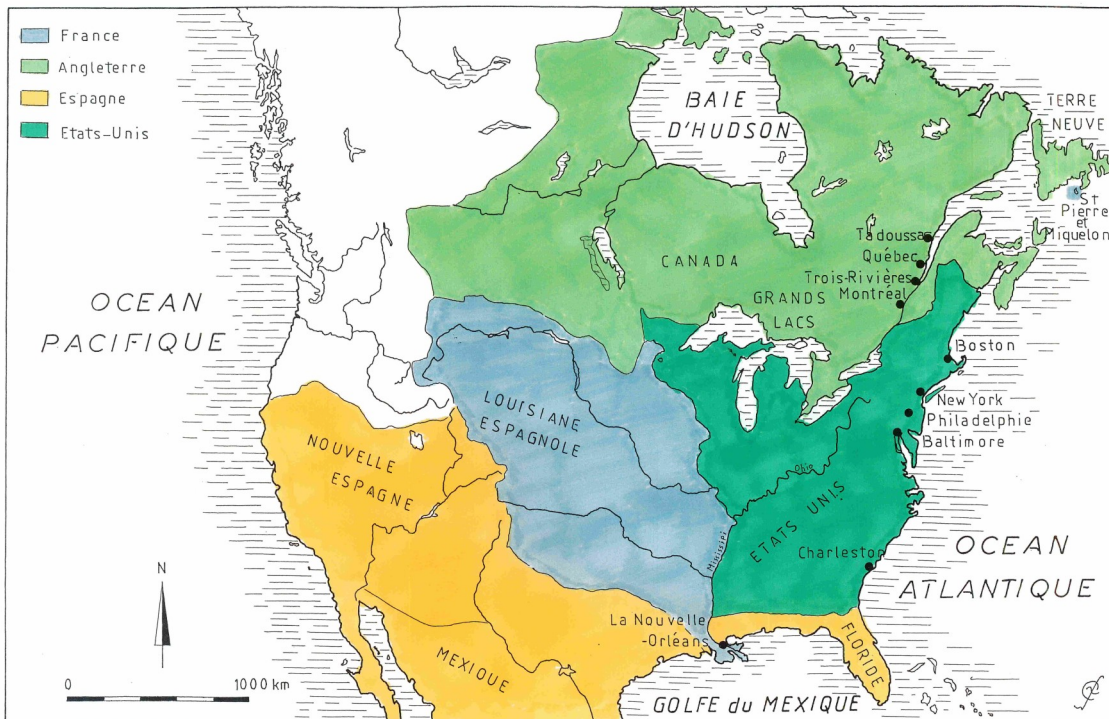 France
Angleterre
Espagne
Etats-Unis
BAIE
D'HUDSON
TERRE
NEUVE
St
Pierre
et
Miquelon
Tadoussac
Québec
Trois-Rivières
Montréal
CANADA
GRANDS
LACS
OCEAN
PACIFIQUE
Boston
New York
Philadelphie
Baltimore
LOUISIANE
ESPAGNOLE
NOUVELLE
ESPAGNE
Ohio
ETATS UNIS
Missisipi
Charleston
OCEAN
ATLANTIQUE
N
La Nouvelle
-Orléans
FLORIDE
MEXIQUE
0 1000 km
GOLFE du MEXIQUE